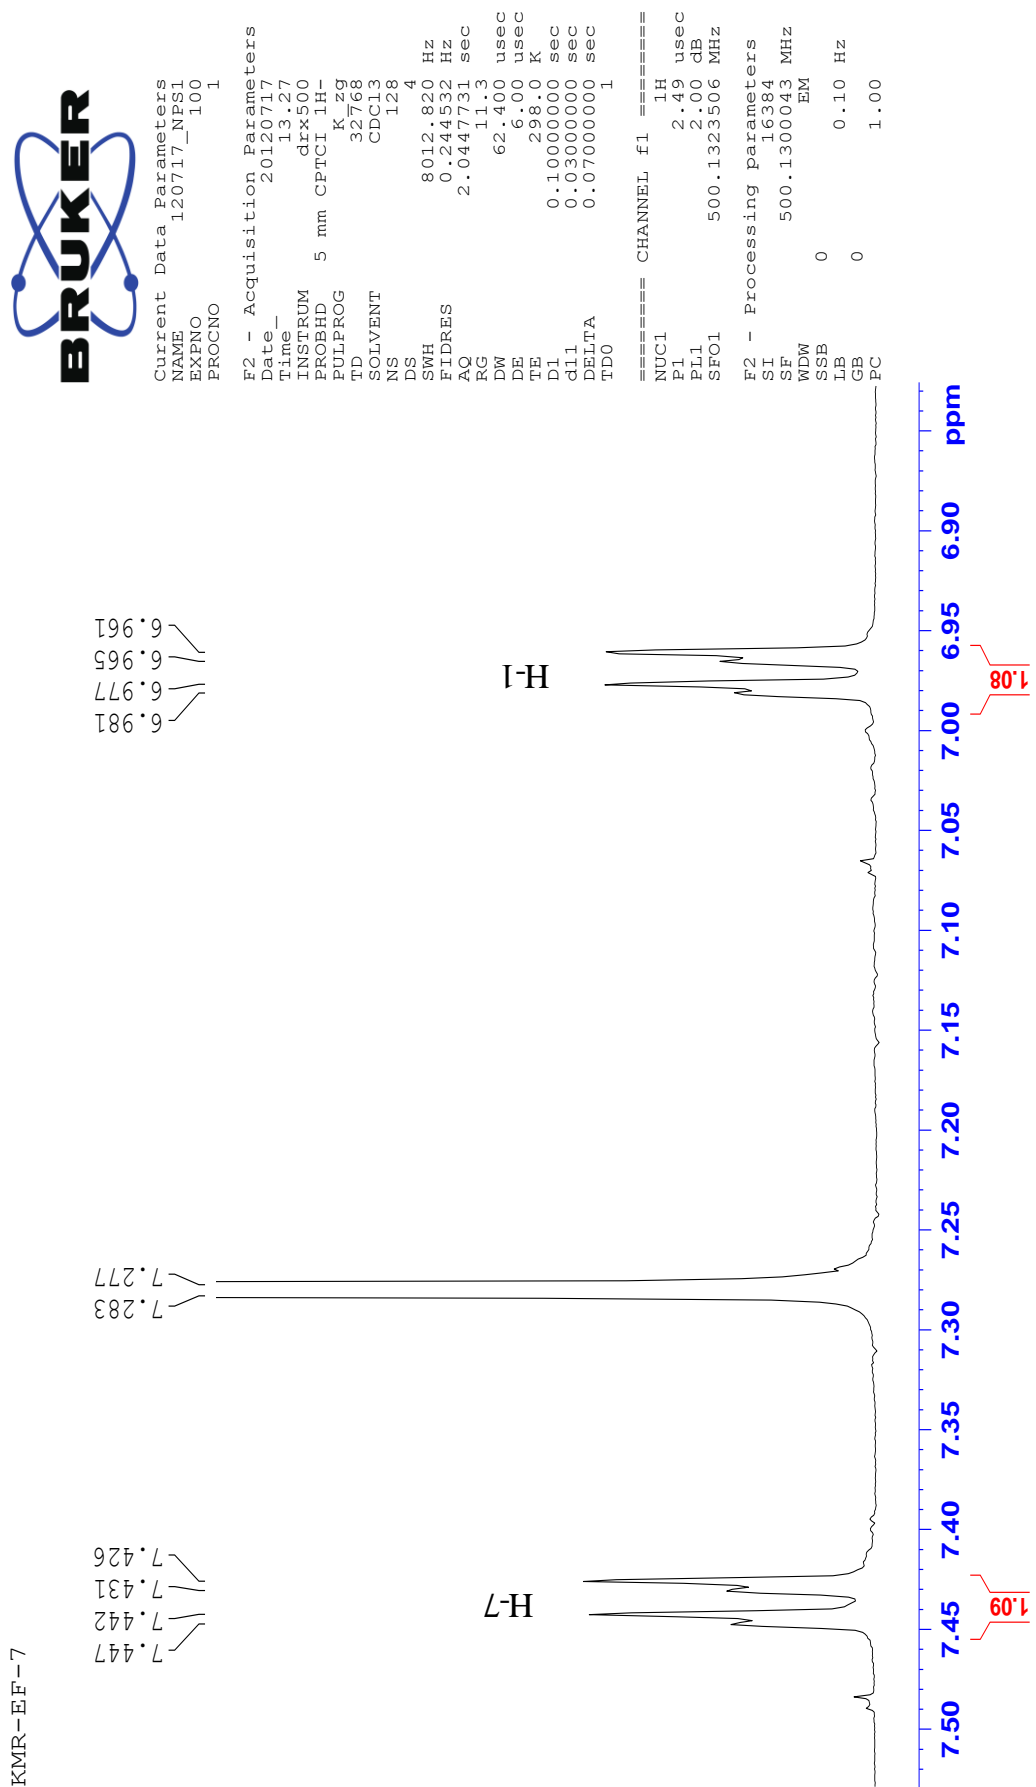 KMR-EF-7
BRUKER
7.447
7.442
7.431
7.426
7.283
7.277
6.981
6.977
6.965
6.961
H-7
H-1
7.50 7.45 7.40 7.35 7.30 7.25 7.20 7.15 7.10 7.05 7.00 6.95 6.90 ppm
1.09
1.08
Current Data Parameters
NAME 120717_NPS1
EXPNO 100
PROCNO 1
F2 - Acquisition Parameters
Date_ 20120717
Time 13.27
INSTRUM drx500
PROBHD 5 mm CPTCI 1H-
PULPROG K_zg
TD 32768
SOLVENT CDCl3
NS 128
DS 4
SWH 8012.820 Hz
FIDRES 0.244532 Hz
AQ 2.0447731 sec
RG 11.3
DW 62.400 usec
DE 6.00 usec
TE 298.0 K
D1 0.10000000 sec
d11 0.03000000 sec
DELTA 0.07000000 sec
TD0 1
======== CHANNEL f1 ========
NUC1 1H
P1 2.49 usec
PL1 2.00 dB
SFO1 500.1323506 MHz
F2 - Processing parameters
SI 16384
SF 500.1300043 MHz
WDW EM
SSB 0
LB 0.10 Hz
GB 0
PC 1.00